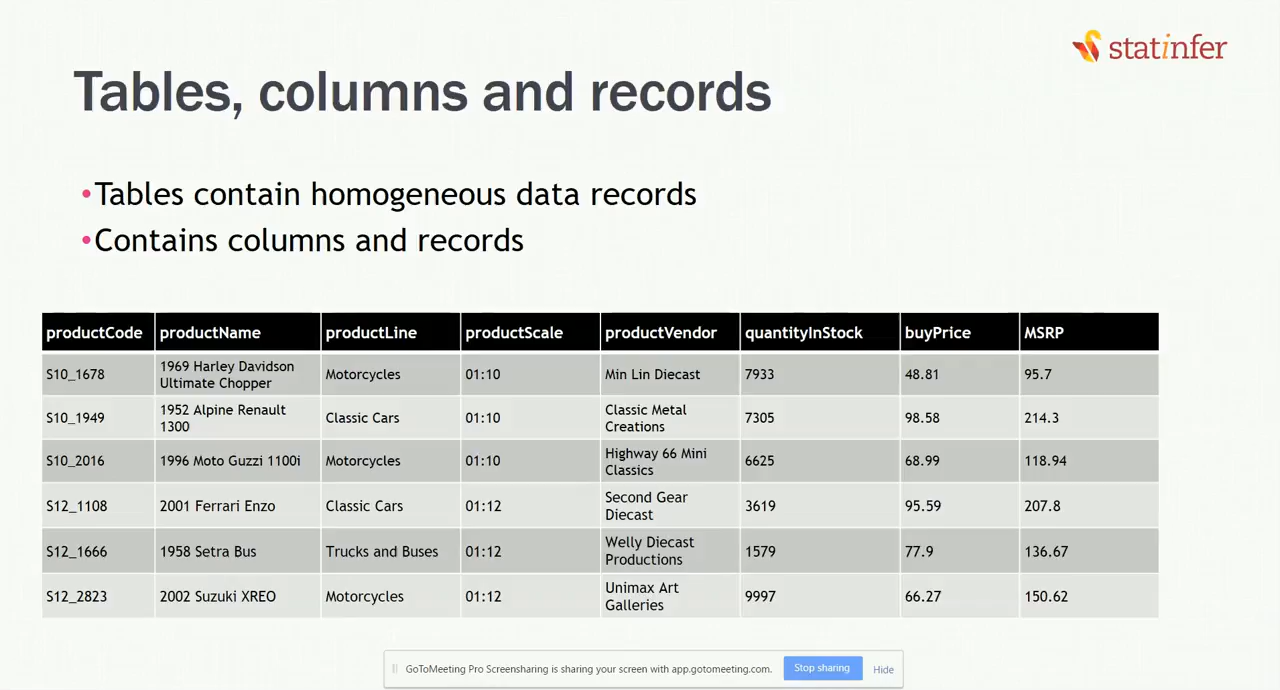 statinfer
Tables, columns and records
•Tables contain homogeneous data records
•Contains columns and records
productCode productName productLine productScale productVendor quantityInStock buyPrice MSRP
S10_1678 1969 Harley Davidson Ultimate Chopper Motorcycles 01:10 Min Lin Diecast 7933 48.81 95.7
S10_1949 1952 Alpine Renault 1300 Classic Cars 01:10 Classic Metal Creations 7305 98.58 214.3
S10_2016 1996 Moto Guzzi 1100i Motorcycles 01:10 Highway 66 Mini Classics 6625 68.99 118.94
S12_1108 2001 Ferrari Enzo Classic Cars 01:12 Second Gear Diecast 3619 95.59 207.8
S12_1666 1958 Setra Bus Trucks and Buses 01:12 Welly Diecast Productions 1579 77.9 136.67
S12_2823 2002 Suzuki XREO Motorcycles 01:12 Unimax Art Galleries 9997 66.27 150.62
GoToMeeting Pro Screensharing is sharing your screen with app.gotomeeting.com. Stop sharing Hide